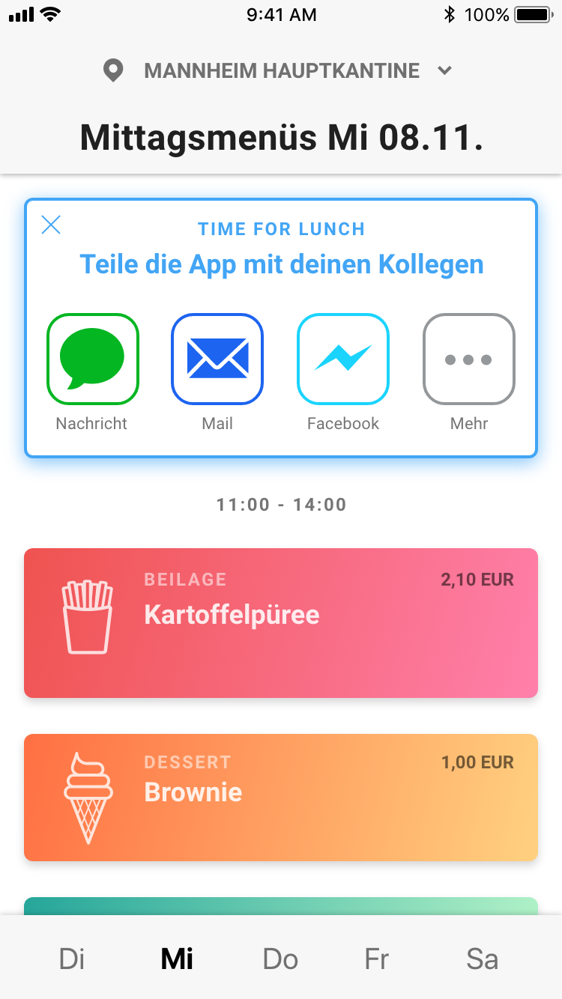 9:41 AM 100%
MANNHEIM HAUPTKANTINE
Mittagsmenüs Mi 08.11.
TIME FOR LUNCH
Teile die App mit deinen Kollegen
Nachricht Mail Facebook Mehr
11:00 - 14:00
BEILAGE 2,10 EUR
Kartoffelpüree
DESSERT 1,00 EUR
Brownie
Di Mi Do Fr Sa